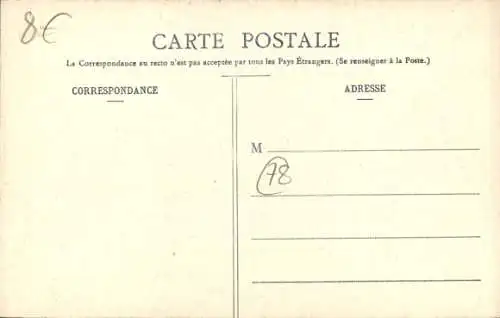 8€
CARTE POSTALE
La Correspondance au recto n'est pas acceptée par tous les Pays Étrangers. (Se renseigner à la Poste.)
CORRESPONDANCE
ADRESSE
M
78